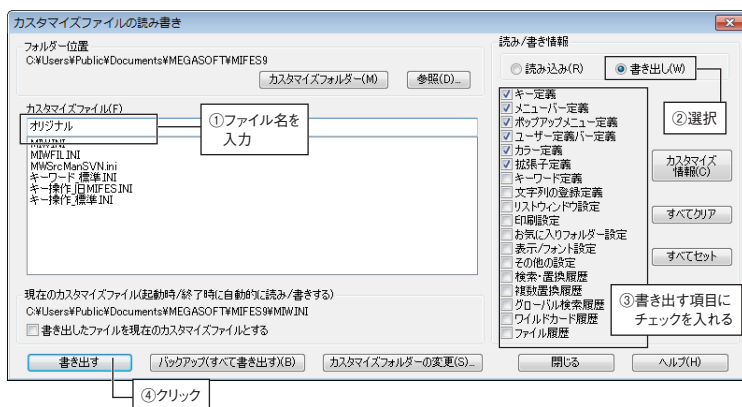 カスタマイズファイルの読み書き
フォルダー位置
C:¥Users¥Public¥Documents¥MEGASOFT¥MIFES9
カスタマイズフォルダー(M)
参照(D)...
カスタマイズファイル(F)
オリジナル
①ファイル名を
入力
MIW.INI
MIWFIL.INI
MWSrcManSVN.ini
キーワード_標準.INI
キー操作_旧MIFES.INI
キー操作_標準.INI
現在のカスタマイズファイル(起動時/終了時に自動的に読み/書きする)
C:¥Users¥Public¥Documents¥MEGASOFT¥MIFES9¥MIW.INI
書き出したファイルを現在のカスタマイズファイルとする
書き出す
バックアップ(すべて書き出す)(B)
カスタマイズフォルダーの変更(S)...
④クリック
読み/書き情報
読み込み(R)
書き出し(W)
②選択
キー定義
メニューバー定義
ポップアップメニュー定義
ユーザー定義バー定義
カラー定義
拡張子定義
キーワード定義
文字列の登録定義
リストウィンドウ設定
印刷設定
お気に入りフォルダー設定
表示/フォント設定
その他の設定
検索・置換履歴
複数置換履歴
グローバル検索履歴
ワイルドカード履歴
ファイル履歴
カスタマイズ
情報(C)
すべてクリア
すべてセット
③書き出す項目に
チェックを入れる
閉じる
ヘルプ(H)